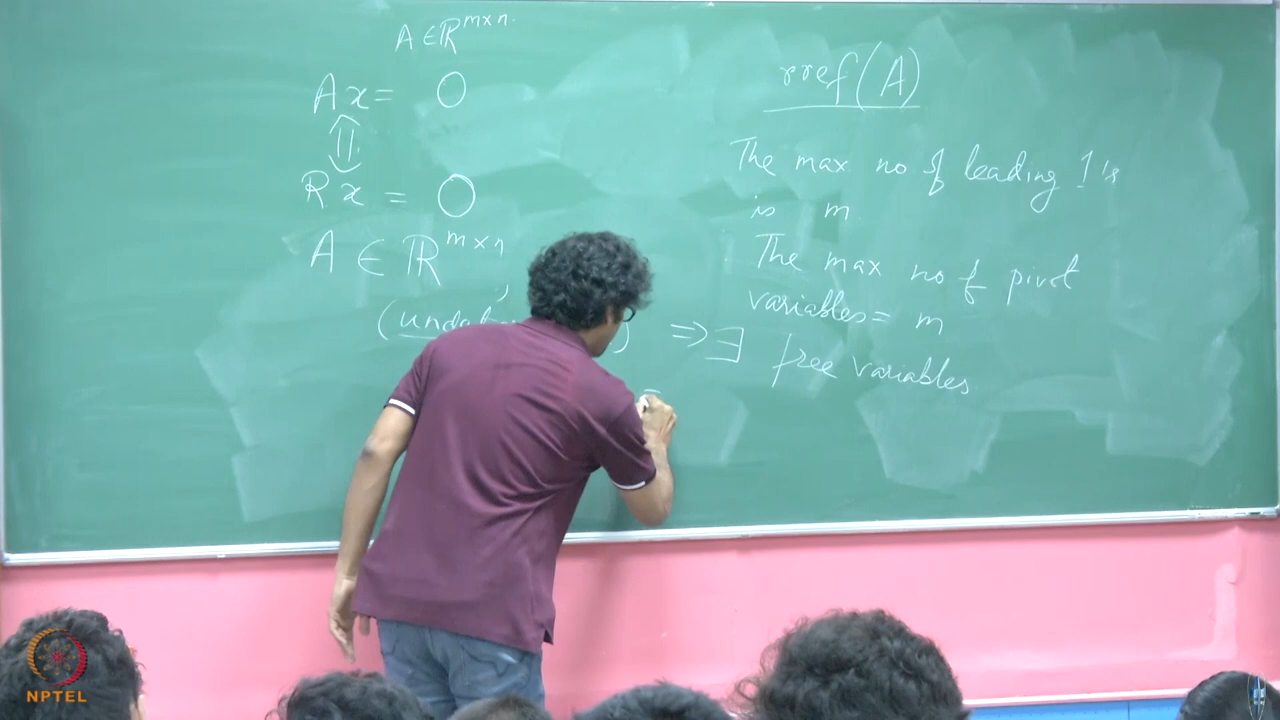 A ∈ ℝ^{m×n}.
Ax = 0
⇕
Rx = 0
A ∈ ℝ^{m×n},
⇒ ∃ free variables
rref(A)
The max no of leading 1's
is m.
The max no of pivot
variables = m
NPTEL